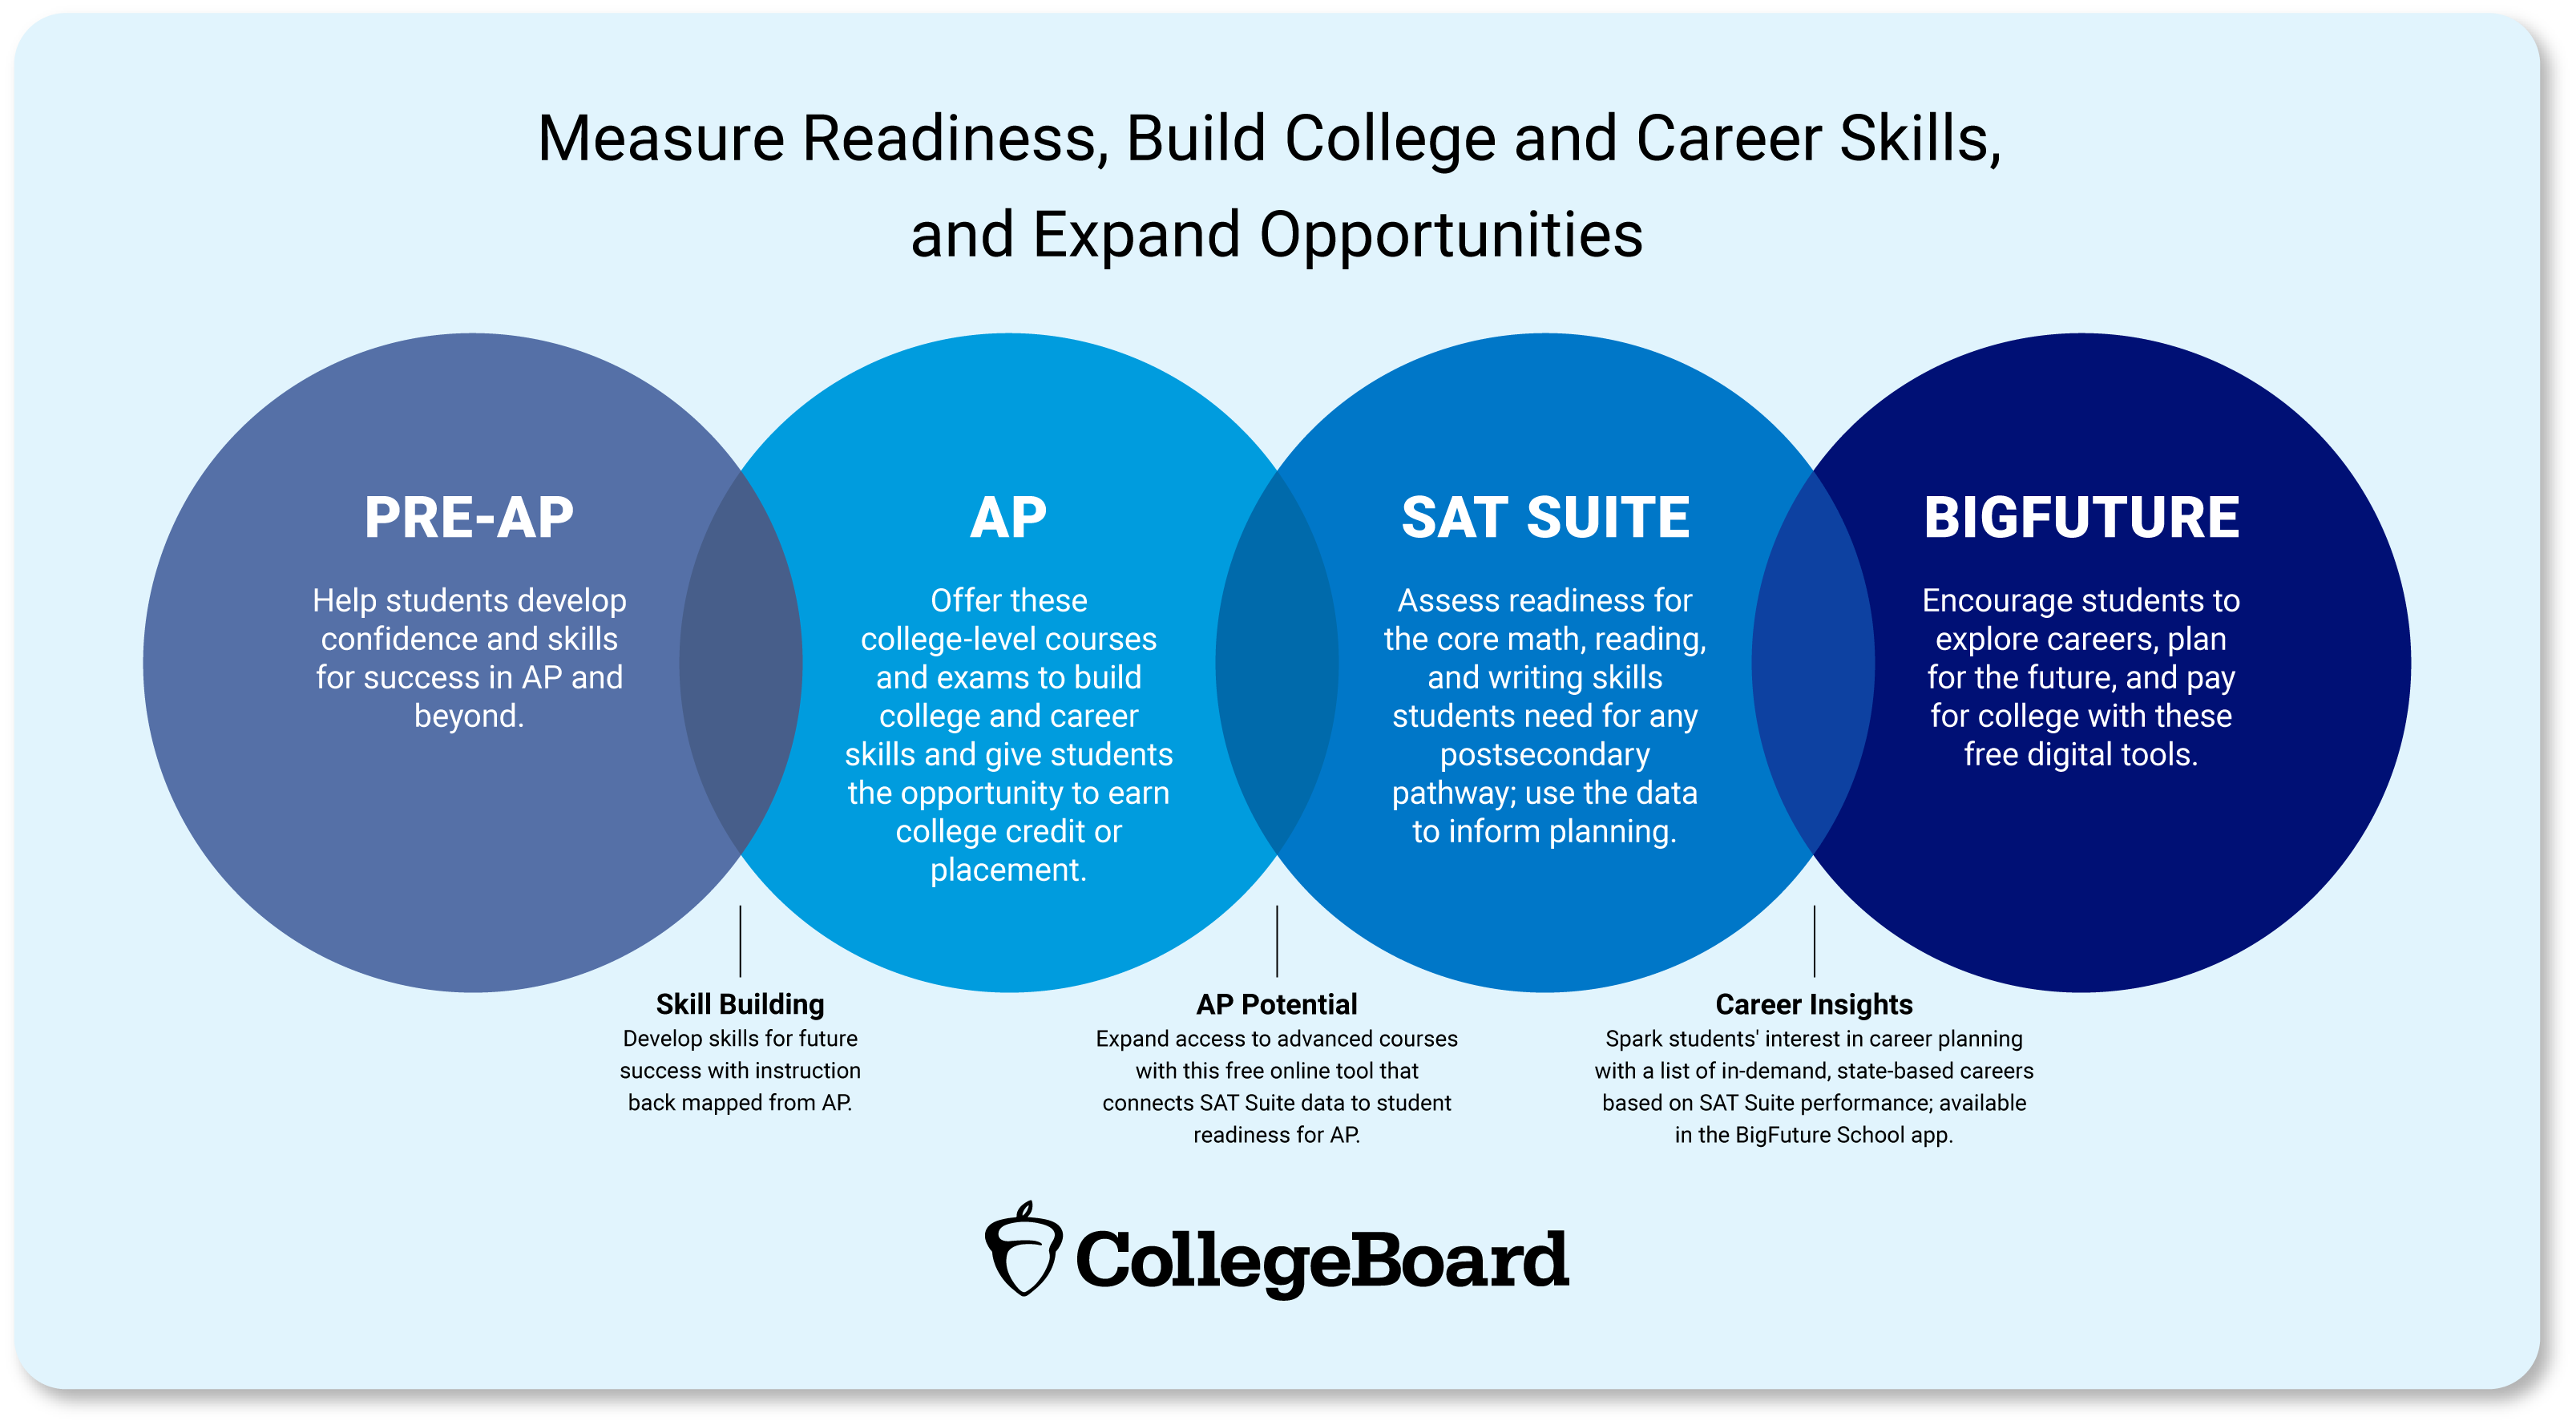 Measure Readiness, Build College and Career Skills,
and Expand Opportunities
PRE-AP
Help students develop
confidence and skills
for success in AP and
beyond.
AP
Offer these
college-level courses
and exams to build
college and career
skills and give students
the opportunity to earn
college credit or
placement.
SAT SUITE
Assess readiness for
the core math, reading,
and writing skills
students need for any
postsecondary
pathway; use the data
to inform planning.
BIGFUTURE
Encourage students to
explore careers, plan
for the future, and pay
for college with these
free digital tools.
Skill Building
Develop skills for future
success with instruction
back mapped from AP.
AP Potential
Expand access to advanced courses
with this free online tool that
connects SAT Suite data to student
readiness for AP.
Career Insights
Spark students' interest in career planning
with a list of in-demand, state-based careers
based on SAT Suite performance; available
in the BigFuture School app.
CollegeBoard